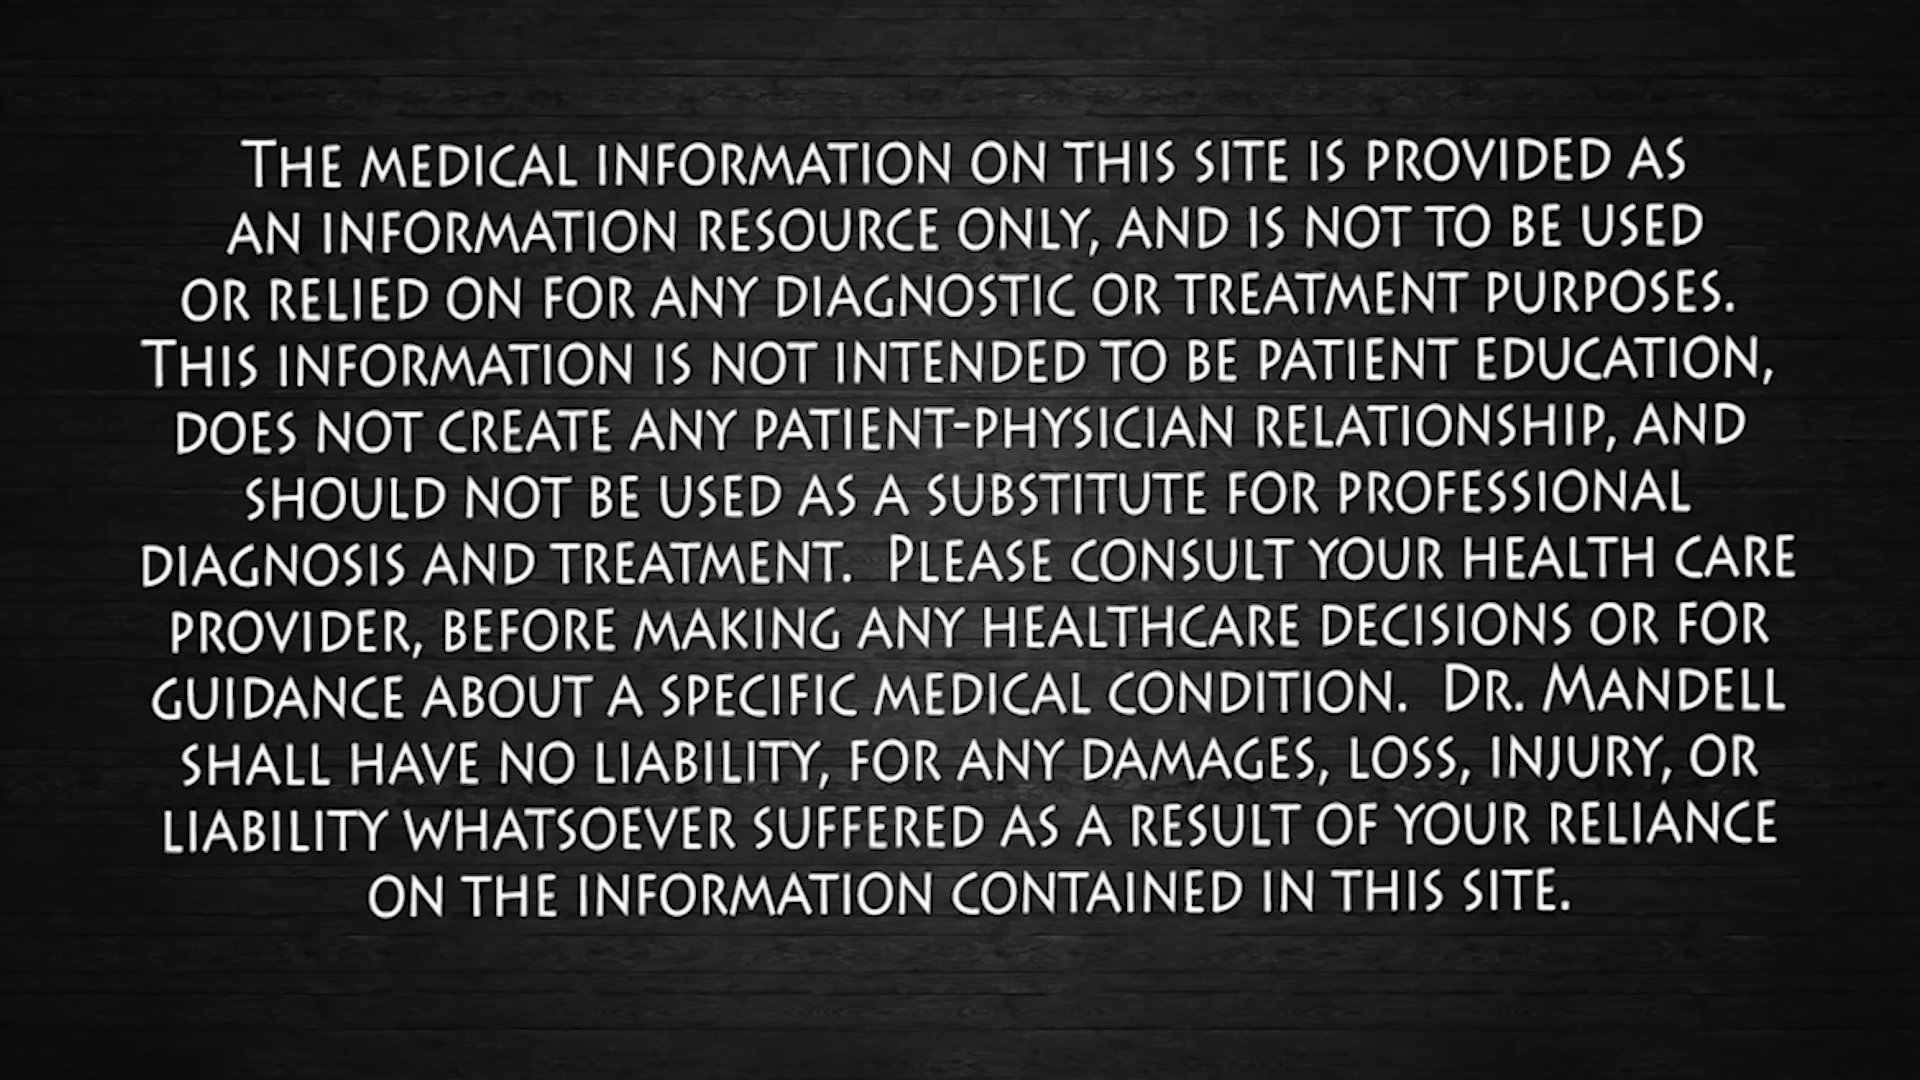 The medical information on this site is provided as
an information resource only, and is not to be used
or relied on for any diagnostic or treatment purposes.
This information is not intended to be patient education,
does not create any patient-physician relationship, and
should not be used as a substitute for professional
diagnosis and treatment.  Please consult your health care
provider, before making any healthcare decisions or for
guidance about a specific medical condition.  Dr. Mandell
shall have no liability, for any damages, loss, injury, or
liability whatsoever suffered as a result of your reliance
on the information contained in this site.